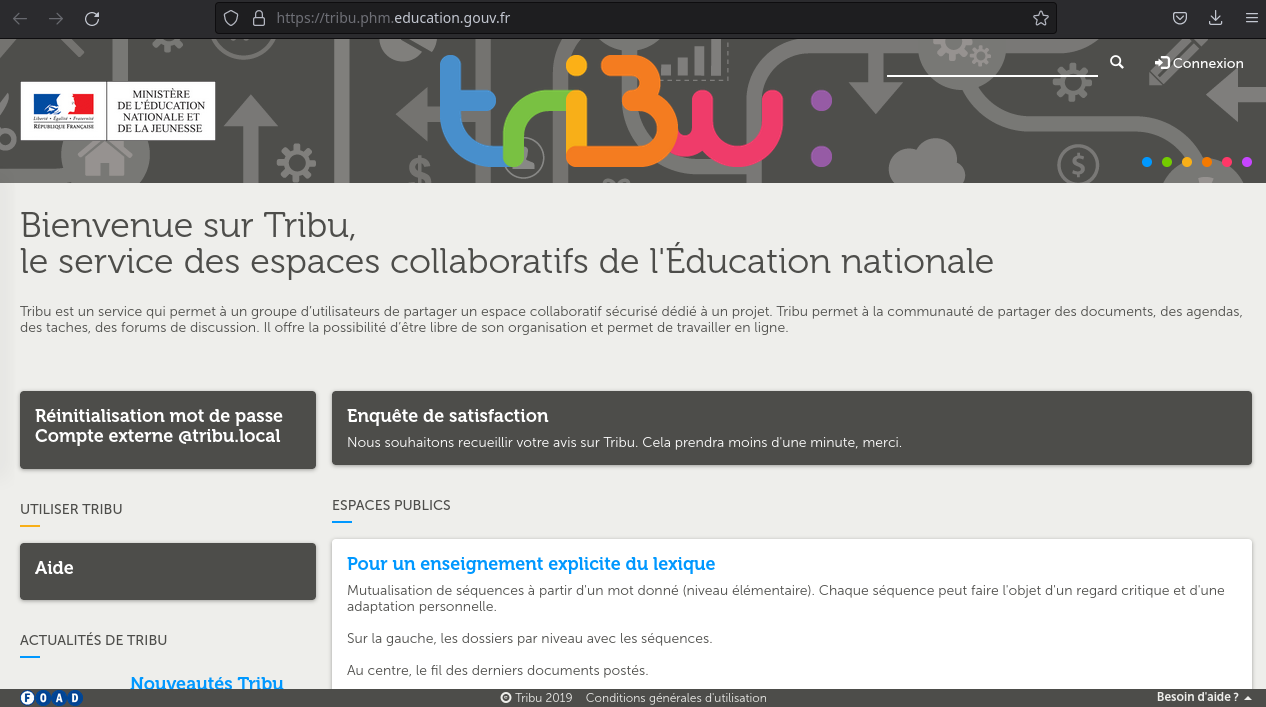 https://tribu.phm.education.gouv.fr
Connexion
MINISTÈRE
DE L'ÉDUCATION
NATIONALE ET
DE LA JEUNESSE
Liberté • Égalité • Fraternité
RÉPUBLIQUE FRANÇAISE
triBu:
Bienvenue sur Tribu,
le service des espaces collaboratifs de l'Éducation nationale
Tribu est un service qui permet à un groupe d'utilisateurs de partager un espace collaboratif sécurisé dédié à un projet. Tribu permet à la communauté de partager des documents, des agendas,
des taches, des forums de discussion. Il offre la possibilité d'être libre de son organisation et permet de travailler en ligne.
Réinitialisation mot de passe
Compte externe @tribu.local
Enquête de satisfaction
Nous souhaitons recueillir votre avis sur Tribu. Cela prendra moins d'une minute, merci.
UTILISER TRIBU
Aide
ACTUALITÉS DE TRIBU
Nouveautés Tribu
ESPACES PUBLICS
Pour un enseignement explicite du lexique
Mutualisation de séquences à partir d'un mot donné (niveau élémentaire). Chaque séquence peut faire l'objet d'un regard critique et d'une
adaptation personnelle.
Sur la gauche, les dossiers par niveau avec les séquences.
Au centre, le fil des derniers documents postés.
FOAD
© Tribu 2019 Conditions générales d'utilisation
Besoin d'aide ?